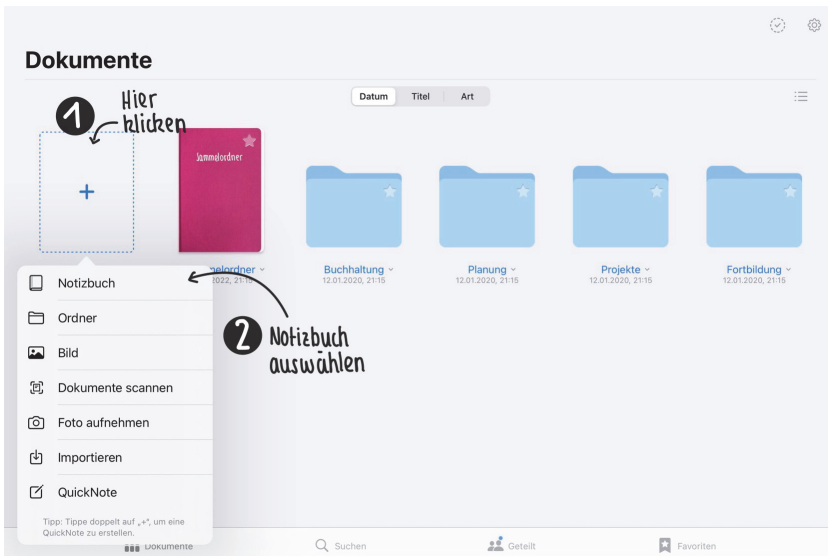 Dokumente
1 Hier
klicken
Datum Titel Art
Sammelordner
+
melordner
2022, 21:15
Buchhaltung
12.01.2020, 21:15
Planung
12.01.2020, 21:15
Projekte
12.01.2020, 21:15
Fortbildung
12.01.2020, 21:15
Notizbuch
Ordner
Bild
Dokumente scannen
Foto aufnehmen
Importieren
QuickNote
Tipp: Tippe doppelt auf „+“, um eine
QuickNote zu erstellen.
2 Notizbuch
auswählen
Dokumente
Suchen
Geteilt
Favoriten